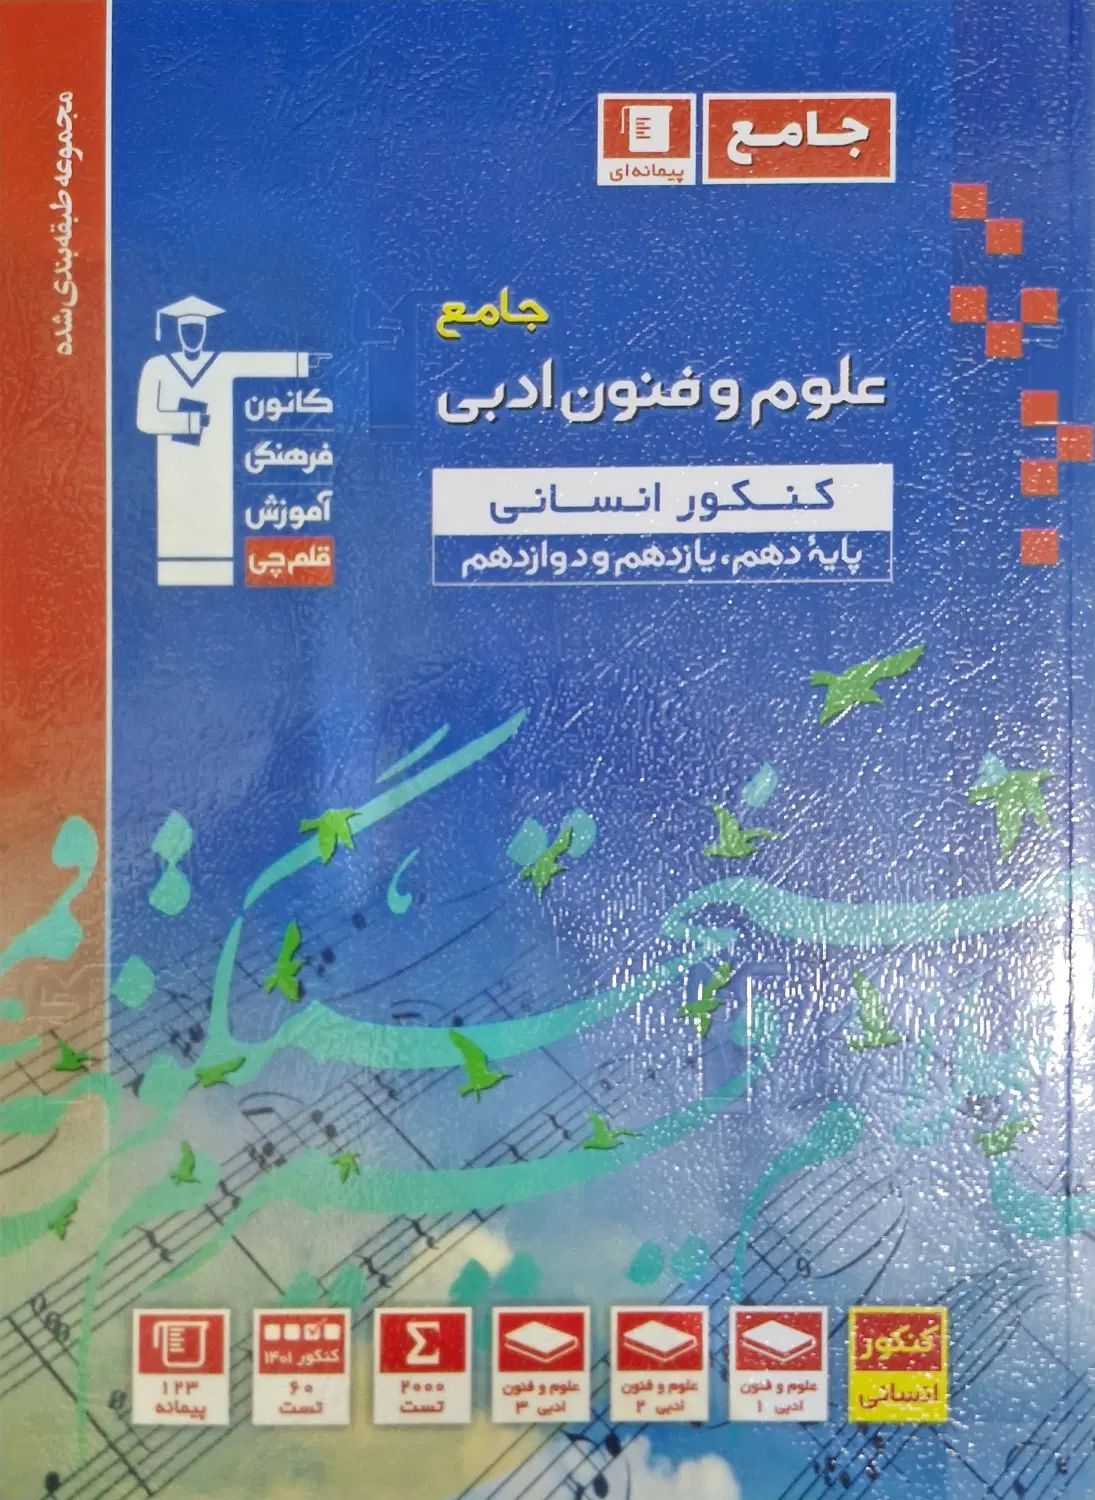 جامع
پیمانه‌ای
مجموعه طبقه‌بندی شده
جامع
علوم و فنون ادبی
کنکور انسانی
پایهٔ دهم، یازدهم و دوازدهم
کانون
فرهنگی
آموزش
قلم‌چی
کنکور
انسانی
علوم و فنون
ادبی ۱
علوم و فنون
ادبی ۲
علوم و فنون
ادبی ۳
Σ
۲۰۰۰
تست
کنکور ۱۴۰۱
۶۰
تست
۱۲۳
پیمانه